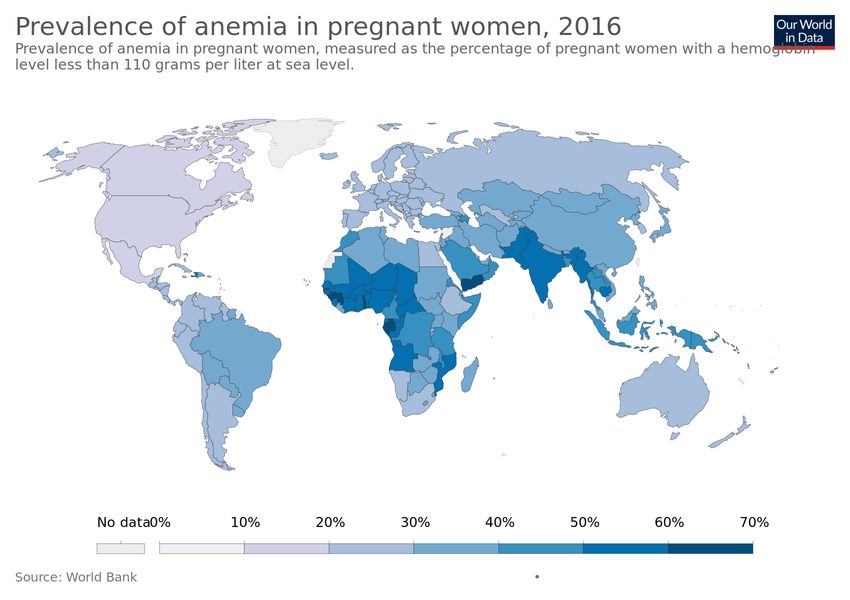 Prevalence of anemia in pregnant women, 2016
Our World
in Data
Prevalence of anemia in pregnant women, measured as the percentage of pregnant women with a hemoglobin
level less than 110 grams per liter at sea level.
No data 0% 10% 20% 30% 40% 50% 60% 70%
Source: World Bank